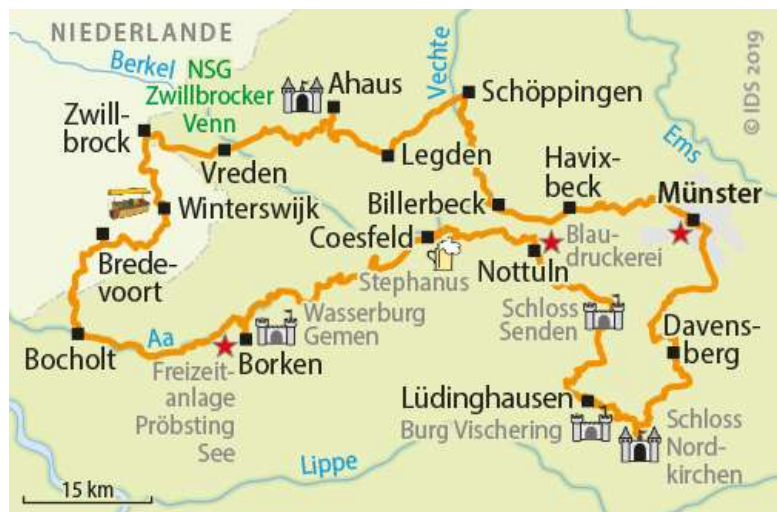 NIEDERLANDE
© IDS 2019
Berkel
NSG
Zwillbrocker
Venn
Ahaus
Vechte
Schöppingen
Zwill-
brock
Ems
Vreden
Legden
Havix-
beck
Münster
Winterswijk
Billerbeck
Coesfeld
Blau-
druckerei
Brede-
voort
Stephanus
Nottuln
Wasserburg
Gemen
Schloss
Senden
Aa
Davens-
berg
Bocholt
Borken
Freizeit-
anlage
Pröbsting
See
Lüdinghausen
Burg Vischering
Schloss
Nord-
kirchen
Lippe
15 km